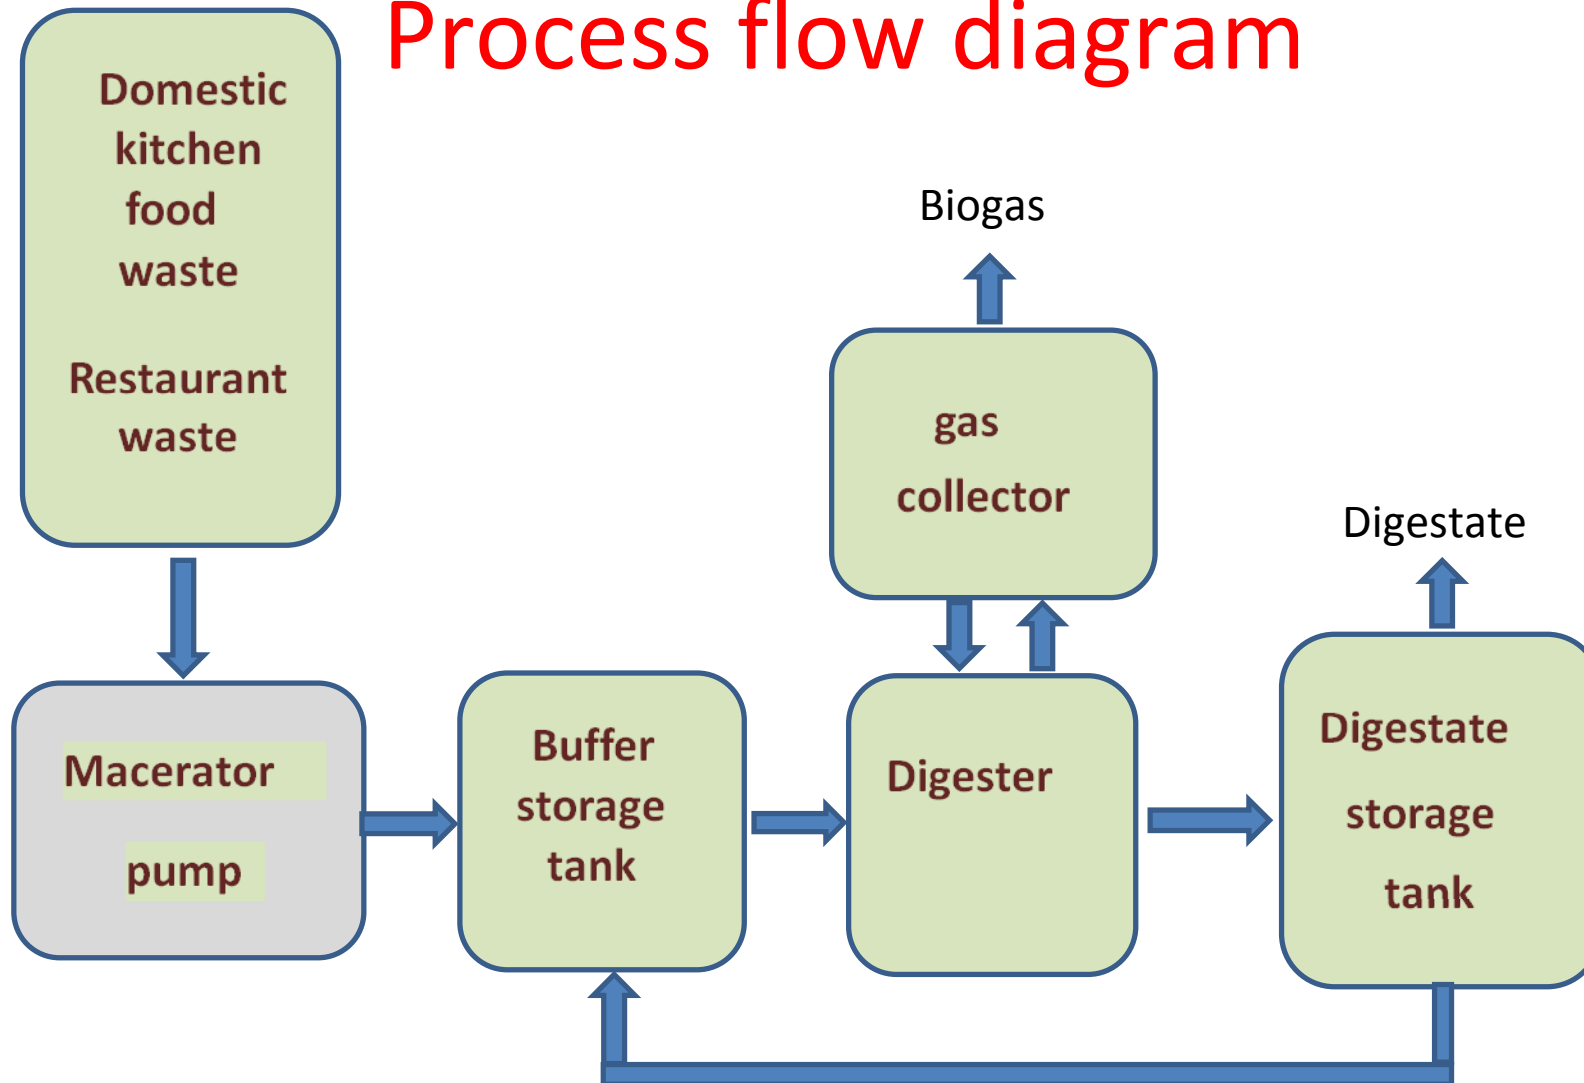 Process flow diagram
Domestic
kitchen
food
waste
Restaurant
waste
Biogas
gas
collector
Digestate
Macerator
pump
Buffer
storage
tank
Digester
Digestate
storage
tank